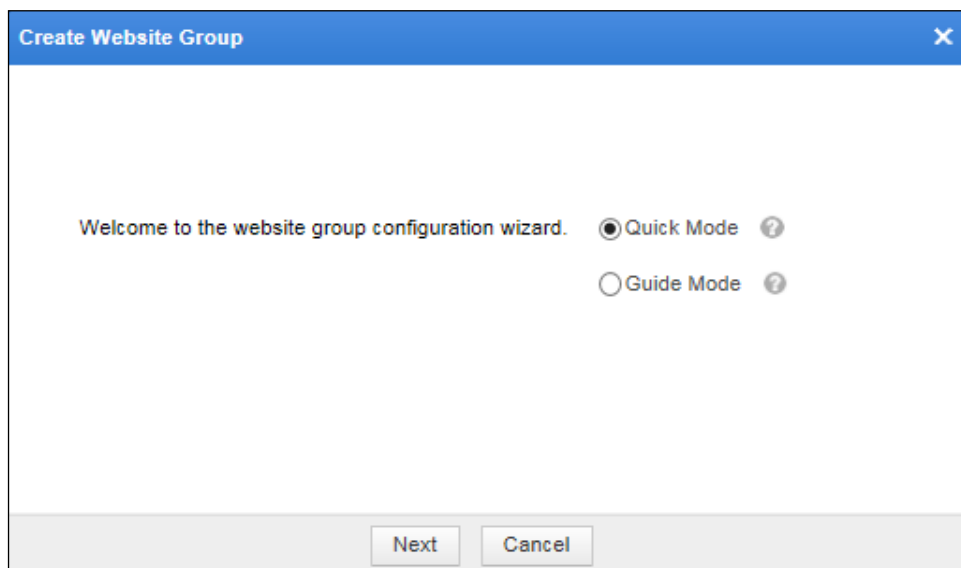 Create Website Group
Welcome to the website group configuration wizard. Quick Mode ?
Guide Mode ?
Next Cancel